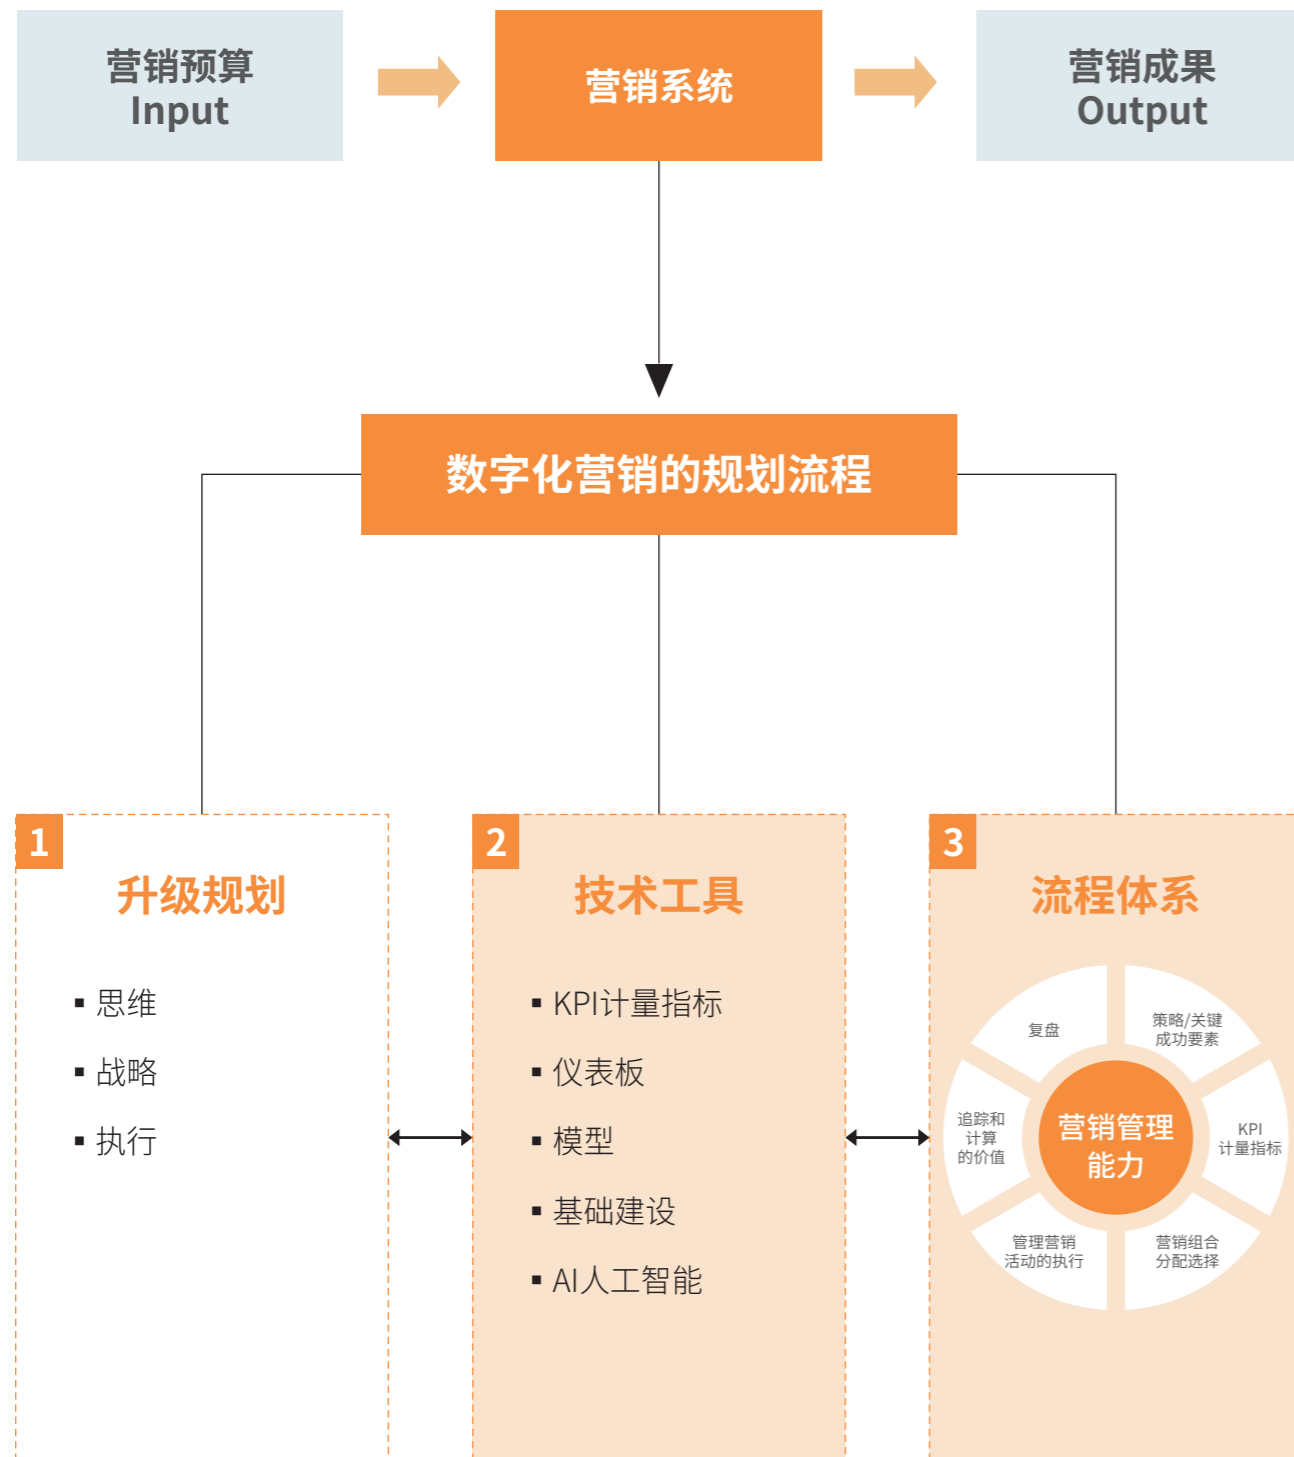 营销预算
Input
营销系统
营销成果
Output
数字化营销的规划流程
1
升级规划
▪ 思维
▪ 战略
▪ 执行
2
技术工具
▪ KPI计量指标
▪ 仪表板
▪ 模型
▪ 基础建设
▪ AI人工智能
3
流程体系
复盘
策略/关键
成功要素
追踪和
计算
的价值
营销管理
能力
KPI
计量指标
管理营销
活动的执行
营销组合
分配选择